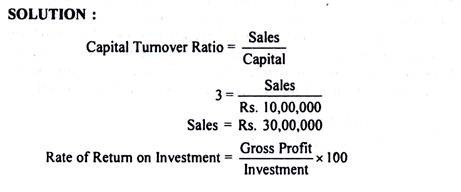 SOLUTION :
Capital Turnover Ratio = Sales / Capital
3 = Sales / Rs. 10,00,000
Sales = Rs. 30,00,000
Rate of Return on Investment = Gross Profit / Investment × 100